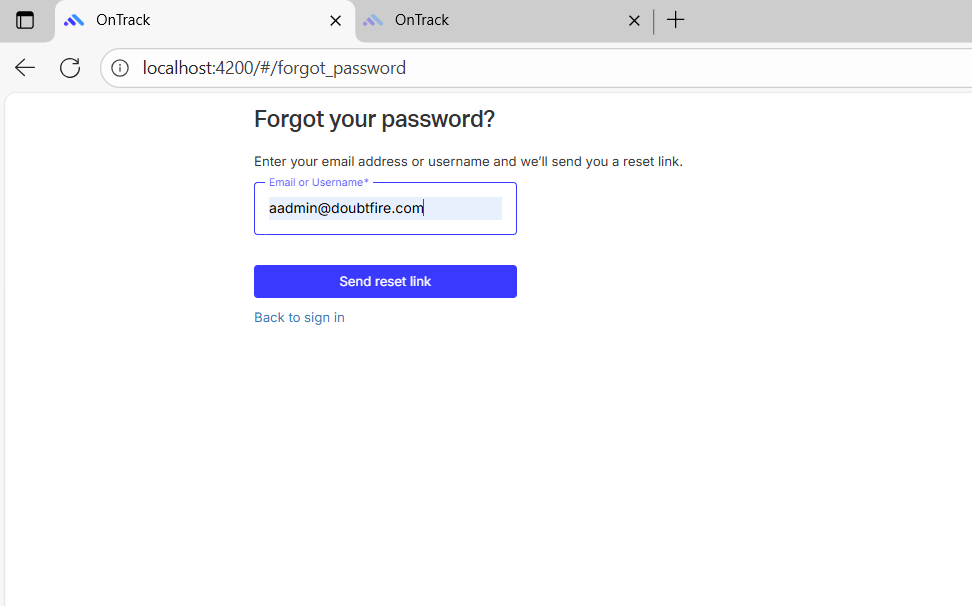 OnTrack
OnTrack
localhost:4200/#/forgot_password
Forgot your password?
Enter your email address or username and we’ll send you a reset link.
Email or Username*
aadmin@doubtfire.com
Send reset link
Back to sign in